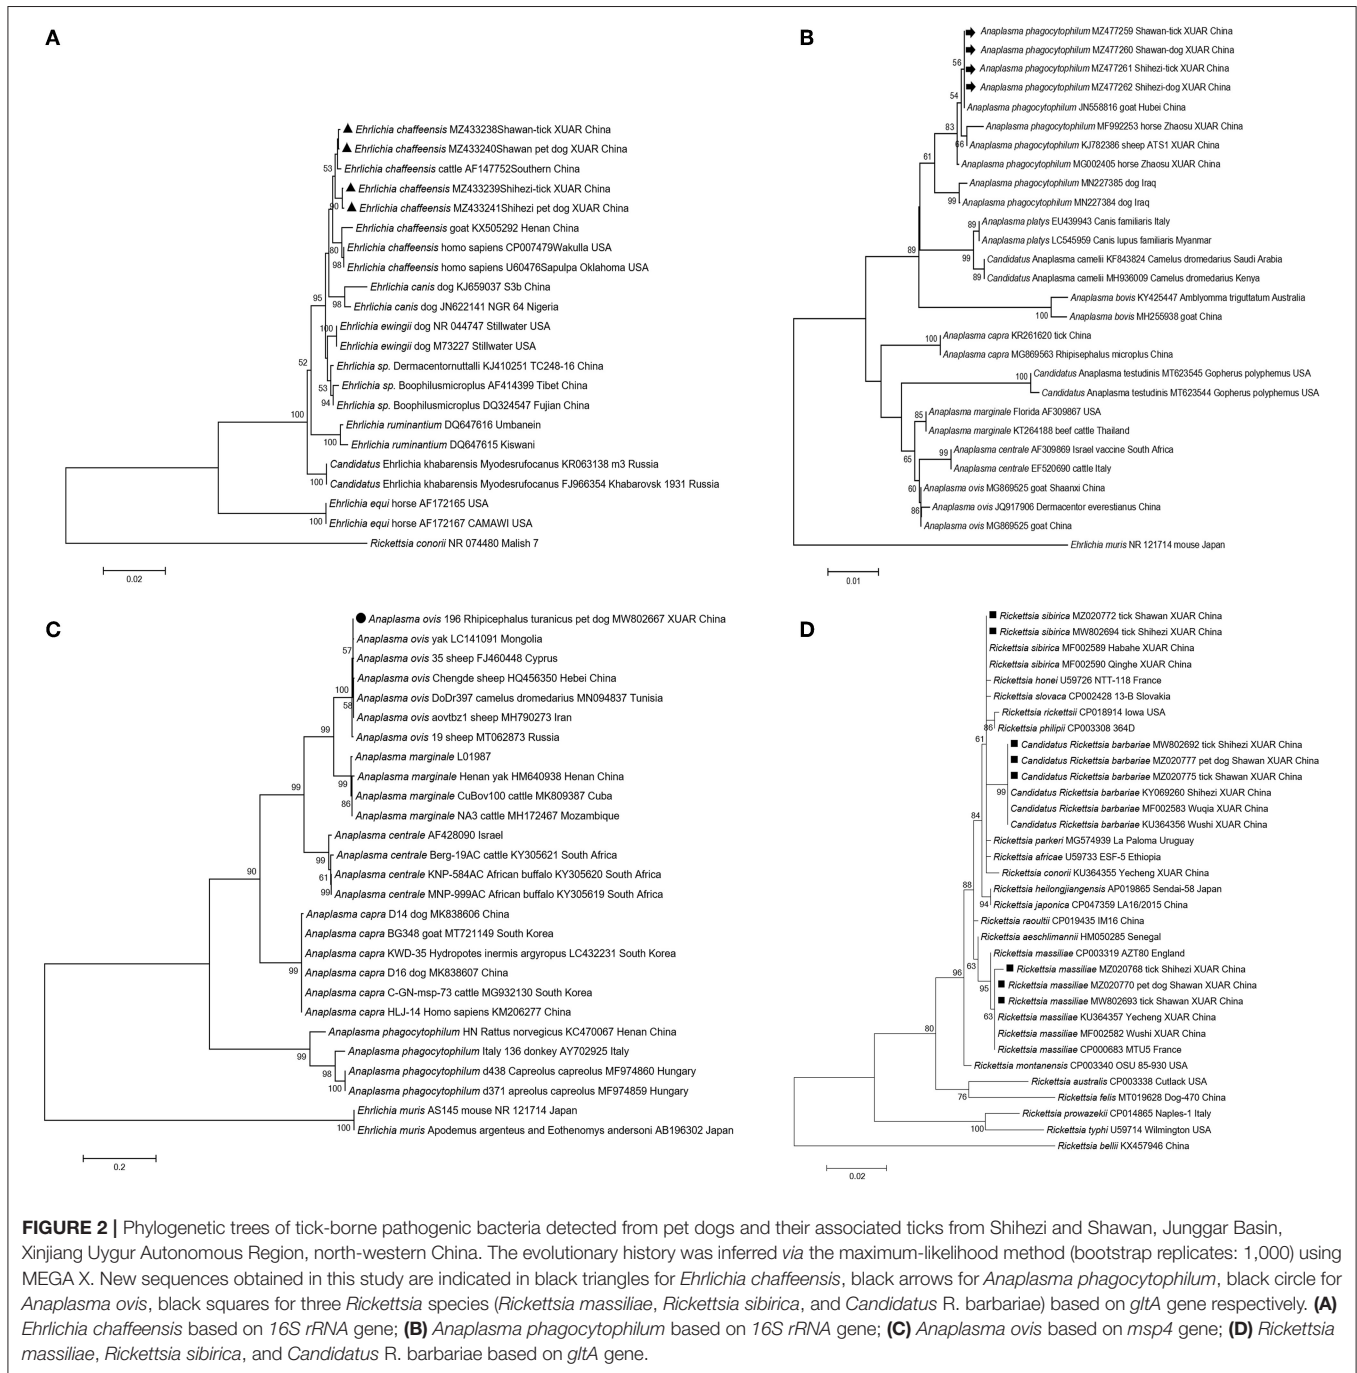 A
Ehrlichia chaffeensis MZ433238Shawan-tick XUAR China
Ehrlichia chaffeensis MZ433240Shawan pet dog XUAR China
53
Ehrlichia chaffeensis cattle AF147752Southern China
Ehrlichia chaffeensis MZ433239Shihezi-tick XUAR China
90
Ehrlichia chaffeensis MZ433241Shihezi pet dog XUAR China
Ehrlichia chaffeensis goat KX505292 Henan China
80
Ehrlichia chaffeensis homo sapiens CP007479Wakulla USA
98
Ehrlichia chaffeensis homo sapiens U60476Sapulpa Oklahoma USA
Ehrlichia canis dog KJ659037 S3b China
95
98
Ehrlichia canis dog JN622141 NGR 64 Nigeria
100
Ehrlichia ewingii dog NR 044747 Stillwater USA
Ehrlichia ewingii dog M73227 Stillwater USA
52
Ehrlichia sp. Dermacentornuttalli KJ410251 TC248-16 China
53
Ehrlichia sp. Boophilusmicroplus AF414399 Tibet China
94
Ehrlichia sp. Boophilusmicroplus DQ324547 Fujian China
100
Ehrlichia ruminantium DQ647616 Umbanein
100
Ehrlichia ruminantium DQ647615 Kiswani
Candidatus Ehrlichia khabarensis Myodesrufocanus KR063138 m3 Russia
100
Candidatus Ehrlichia khabarensis Myodesrufocanus FJ966354 Khabarovsk 1931 Russia
Ehrlichia equi horse AF172165 USA
100
Ehrlichia equi horse AF172167 CAMAWI USA
Rickettsia conorii NR 074480 Malish 7
0.02
B
Anaplasma phagocytophilum MZ477259 Shawan-tick XUAR China
Anaplasma phagocytophilum MZ477260 Shawan-dog XUAR China
56
Anaplasma phagocytophilum MZ477261 Shihezi-tick XUAR China
Anaplasma phagocytophilum MZ477262 Shihezi-dog XUAR China
54
Anaplasma phagocytophilum JN558816 goat Hubei China
83
Anaplasma phagocytophilum MF992253 horse Zhaosu XUAR China
66
Anaplasma phagocytophilum KJ782386 sheep ATS1 XUAR China
61
Anaplasma phagocytophilum MG002405 horse Zhaosu XUAR China
Anaplasma phagocytophilum MN227385 dog Iraq
99
Anaplasma phagocytophilum MN227384 dog Iraq
89
Anaplasma platys EU439943 Canis familiaris Italy
Anaplasma platys LC545959 Canis lupus familiaris Myanmar
89
99
Candidatus Anaplasma camelii KF843824 Camelus dromedarius Saudi Arabia
89
Candidatus Anaplasma camelii MH936009 Camelus dromedarius Kenya
Anaplasma bovis KY425447 Amblyomma triguttatum Australia
100
Anaplasma bovis MH255938 goat China
100
Anaplasma capra KR261620 tick China
Anaplasma capra MG869563 Rhipisephalus microplus China
100
Candidatus Anaplasma testudinis MT623545 Gopherus polyphemus USA
Candidatus Anaplasma testudinis MT623544 Gopherus polyphemus USA
85
Anaplasma marginale Florida AF309867 USA
Anaplasma marginale KT264188 beef cattle Thailand
99
Anaplasma centrale AF309869 Israel vaccine South Africa
65
Anaplasma centrale EF520690 cattle Italy
60
Anaplasma ovis MG869525 goat Shaanxi China
86
Anaplasma ovis JQ917906 Dermacentor everestianus China
Anaplasma ovis MG869525 goat China
Ehrlichia muris NR 121714 mouse Japan
0.01
C
Anaplasma ovis 196 Rhipicephalus turanicus pet dog MW802667 XUAR China
Anaplasma ovis yak LC141091 Mongolia
57
Anaplasma ovis 35 sheep FJ460448 Cyprus
Anaplasma ovis Chengde sheep HQ456350 Hebei China
100
Anaplasma ovis DoDr397 camelus dromedarius MN094837 Tunisia
58
Anaplasma ovis aovtbz1 sheep MH790273 Iran
99
Anaplasma ovis 19 sheep MT062873 Russia
Anaplasma marginale L01987
99
Anaplasma marginale Henan yak HM640938 Henan China
99
Anaplasma marginale CuBov100 cattle MK809387 Cuba
86
Anaplasma marginale NA3 cattle MH172467 Mozambique
Anaplasma centrale AF428090 Israel
99
Anaplasma centrale Berg-19AC cattle KY305621 South Africa
90
61
Anaplasma centrale KNP-584AC African buffalo KY305620 South Africa
99
Anaplasma centrale MNP-999AC African buffalo KY305619 South Africa
Anaplasma capra D14 dog MK838606 China
Anaplasma capra BG348 goat MT721149 South Korea
Anaplasma capra KWD-35 Hydropotes inermis argyropus LC432231 South Korea
99
Anaplasma capra D16 dog MK838607 China
Anaplasma capra C-GN-msp-73 cattle MG932130 South Korea
Anaplasma capra HLJ-14 Homo sapiens KM206277 China
Anaplasma phagocytophilum HN Rattus norvegicus KC470067 Henan China
99
Anaplasma phagocytophilum Italy 136 donkey AY702925 Italy
98
Anaplasma phagocytophilum d438 Capreolus capreolus MF974860 Hungary
100
Anaplasma phagocytophilum d371 apreolus capreolus MF974859 Hungary
Ehrlichia muris AS145 mouse NR 121714 Japan
100
Ehrlichia muris Apodemus argenteus and Eothenomys andersoni AB196302 Japan
0.2
D
Rickettsia sibirica MZ020772 tick Shawan XUAR China
Rickettsia sibirica MW802694 tick Shihezi XUAR China
Rickettsia sibirica MF002589 Habahe XUAR China
Rickettsia sibirica MF002590 Qinghe XUAR China
Rickettsia honei U59726 NTT-118 France
Rickettsia slovaca CP002428 13-B Slovakia
Rickettsia rickettsii CP018914 Iowa USA
86
Rickettsia philipii CP003308 364D
61
Candidatus Rickettsia barbariae MW802692 tick Shihezi XUAR China
Candidatus Rickettsia barbariae MZ020777 pet dog Shawan XUAR China
Candidatus Rickettsia barbariae MZ020775 tick Shawan XUAR China
99
Candidatus Rickettsia barbariae KY069260 Shihezi XUAR China
Candidatus Rickettsia barbariae MF002583 Wuqia XUAR China
84
Candidatus Rickettsia barbariae KU364356 Wushi XUAR China
Rickettsia parkeri MG574939 La Paloma Uruguay
Rickettsia africae U59733 ESF-5 Ethiopia
Rickettsia conorii KU364355 Yecheng XUAR China
88
Rickettsia heilongjiangensis AP019865 Sendai-58 Japan
94
Rickettsia japonica CP047359 LA16/2015 China
Rickettsia raoultii CP019435 IM16 China
Rickettsia aeschlimannii HM050285 Senegal
Rickettsia massiliae CP003319 AZT80 England
63
96
Rickettsia massiliae MZ020768 tick Shihezi XUAR China
95
Rickettsia massiliae MZ020770 pet dog Shawan XUAR China
Rickettsia massiliae MW802693 tick Shawan XUAR China
63
Rickettsia massiliae KU364357 Yecheng XUAR China
80
Rickettsia massiliae MF002582 Wushi XUAR China
Rickettsia massiliae CP000683 MTU5 France
Rickettsia montanensis CP003340 OSU 85-930 USA
Rickettsia australis CP003338 Cutlack USA
76
Rickettsia felis MT019628 Dog-470 China
Rickettsia prowazekii CP014865 Naples-1 Italy
100
Rickettsia typhi U59714 Wilmington USA
Rickettsia bellii KX457946 China
0.02
FIGURE 2 | Phylogenetic trees of tick-borne pathogenic bacteria detected from pet dogs and their associated ticks from Shihezi and Shawan, Junggar Basin,
Xinjiang Uygur Autonomous Region, north-western China. The evolutionary history was inferred via the maximum-likelihood method (bootstrap replicates: 1,000) using
MEGA X. New sequences obtained in this study are indicated in black triangles for Ehrlichia chaffeensis, black arrows for Anaplasma phagocytophilum, black circle for
Anaplasma ovis, black squares for three Rickettsia species (Rickettsia massiliae, Rickettsia sibirica, and Candidatus R. barbariae) based on gltA gene respectively. (A)
Ehrlichia chaffeensis based on 16S rRNA gene; (B) Anaplasma phagocytophilum based on 16S rRNA gene; (C) Anaplasma ovis based on msp4 gene; (D) Rickettsia
massiliae, Rickettsia sibirica, and Candidatus R. barbariae based on gltA gene.